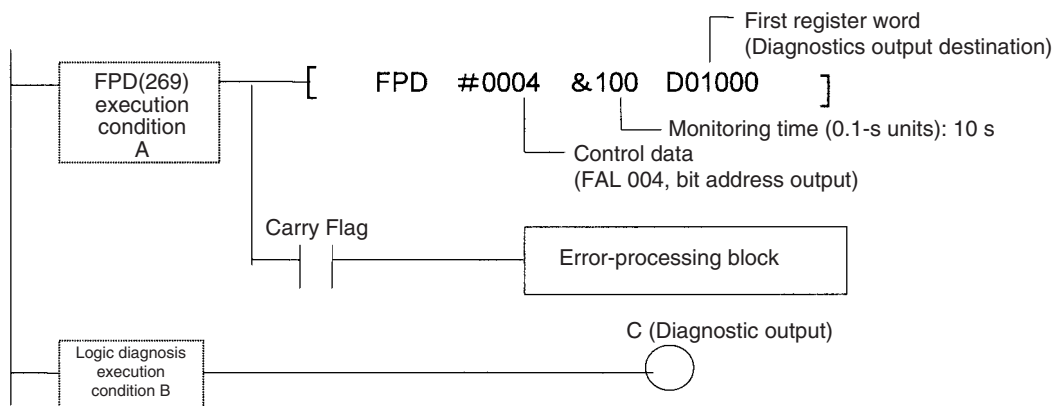 First register word
(Diagnostics output destination)
FPD(269)
execution
condition
A
[ FPD #0004 &100 D01000 ]
Monitoring time (0.1-s units): 10 s
Control data
(FAL 004, bit address output)
Carry Flag
Error-processing block
C (Diagnostic output)
Logic diagnosis
execution
condition B